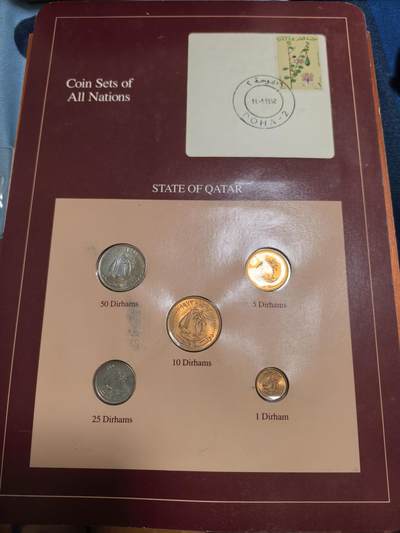 Coin Sets of
All Nations
DOHA-2
STATE OF QATAR
50 Dirhams
5 Dirhams
10 Dirhams
25 Dirhams
1 Dirham